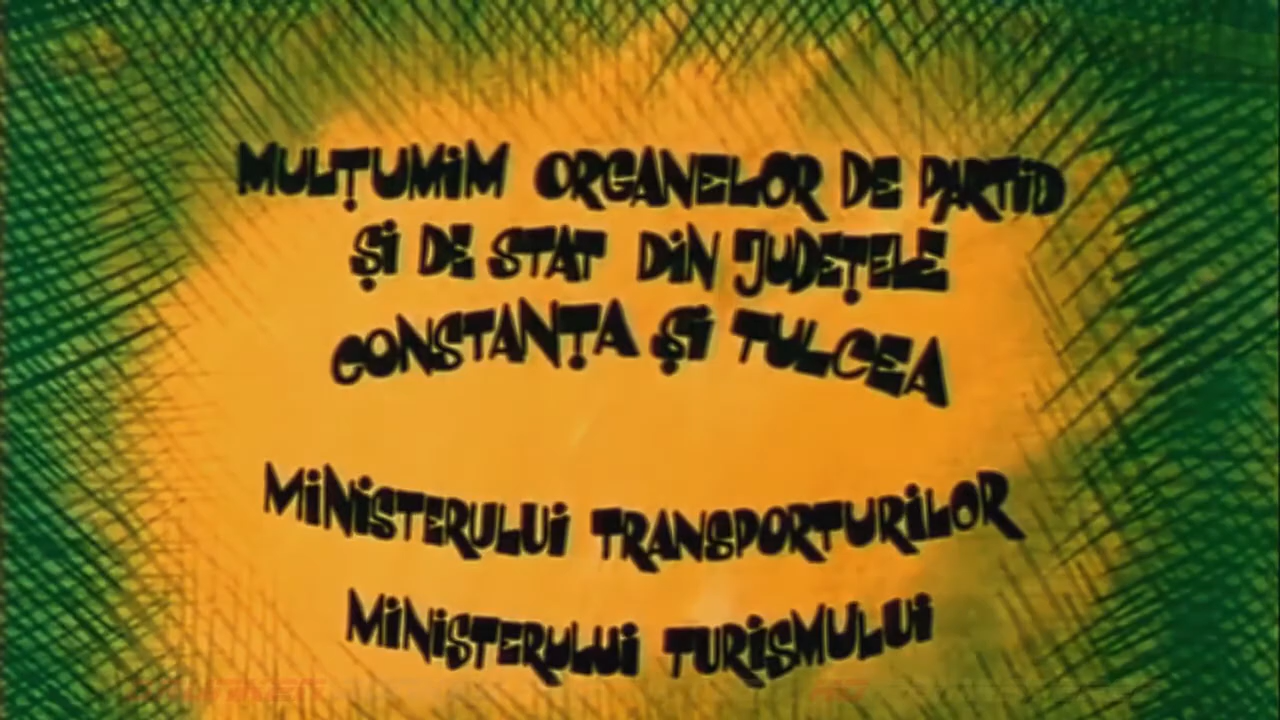 MULȚUMIM ORGANELOR DE PARTID
ȘI DE STAT DIN JUDEȚELE
CONSTANȚA ȘI TULCEA
MINISTERULUI TRANSPORTURILOR
MINISTERULUI TURISMULUI